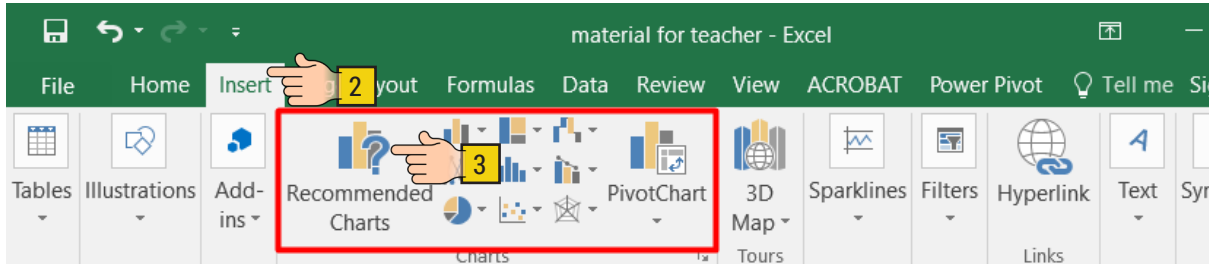 material for teacher - Excel
File Home Insert 2 yout Formulas Data Review View ACROBAT Power Pivot Tell me
3
Tables Illustrations Add-ins Recommended Charts PivotChart 3D Map Sparklines Filters Hyperlink Text
Charts Tours Links